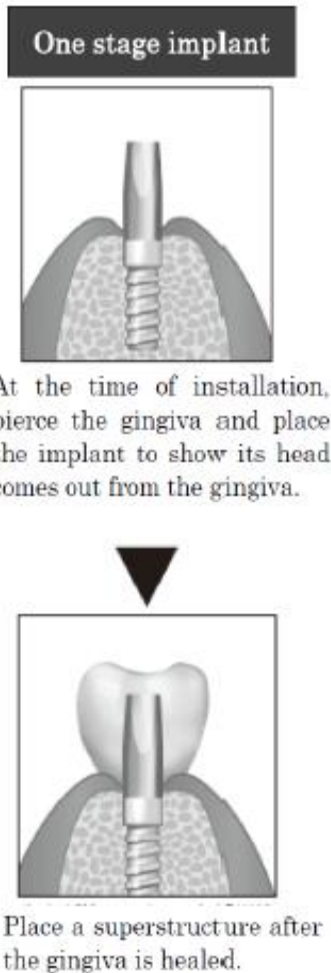 One stage implant
At the time of installation,
pierce the gingiva and place
the implant to show its head
comes out from the gingiva.
Place a superstructure after
the gingiva is healed.